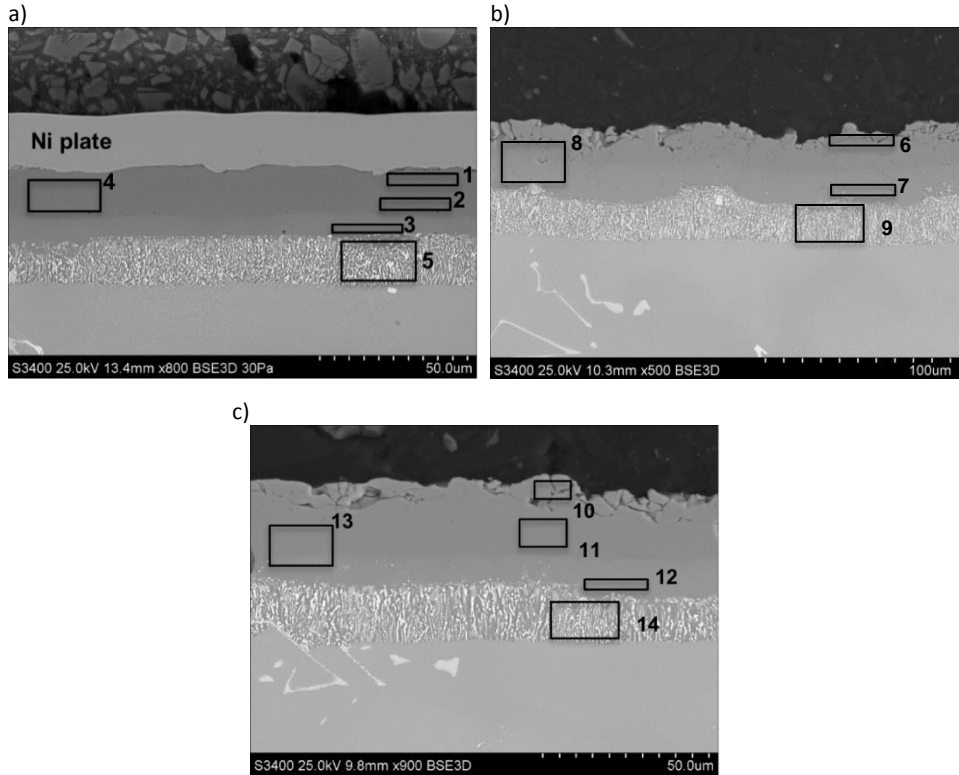 a)
Ni plate
4
1
2
3
5
S3400 25.0kV 13.4mm x800 BSE3D 30Pa 50.0um
b)
8
6
7
9
S3400 25.0kV 10.3mm x500 BSE3D 100um
c)
10
13
11
12
14
S3400 25.0kV 9.8mm x900 BSE3D 50.0um